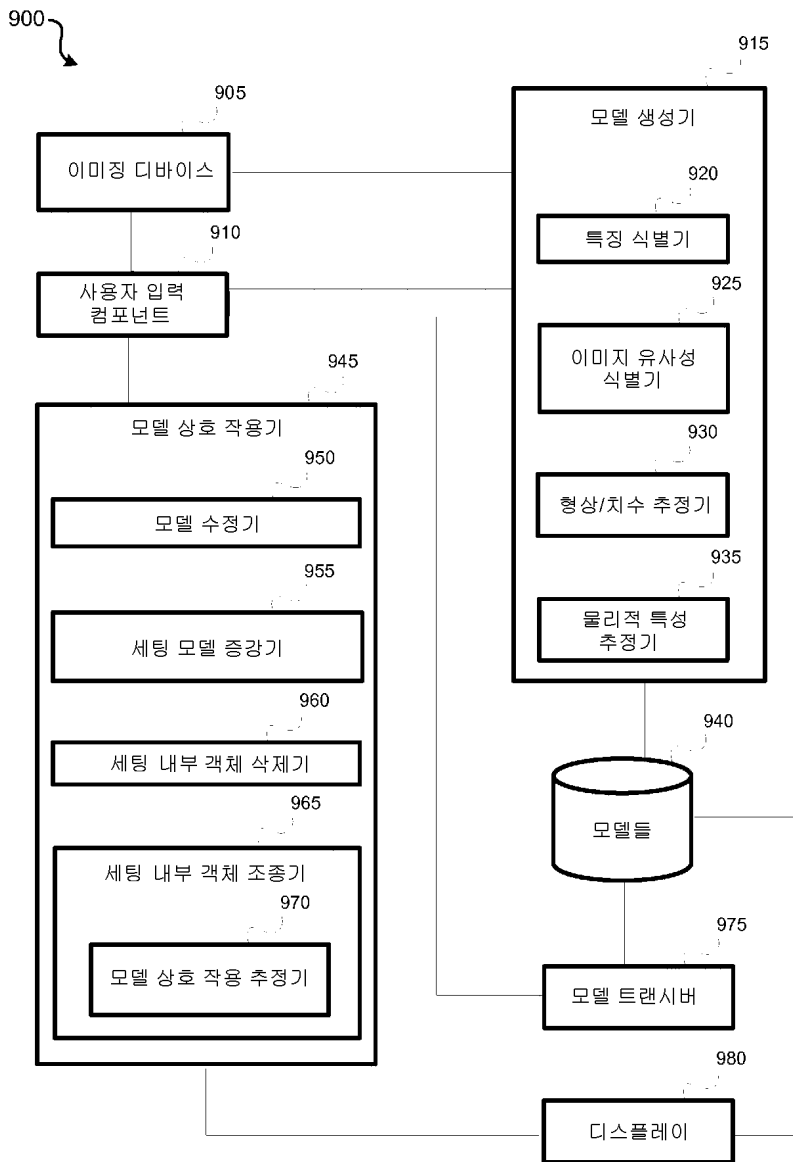 900
905
이미징 디바이스
910
사용자 입력
컴포넌트
915
모델 생성기
920
특징 식별기
925
이미지 유사성
식별기
930
형상/치수 추정기
935
물리적 특성
추정기
940
모델들
945
모델 상호 작용기
950
모델 수정기
955
세팅 모델 증강기
960
세팅 내부 객체 삭제기
965
세팅 내부 객체 조종기
970
모델 상호 작용 추정기
975
모델 트랜시버
980
디스플레이